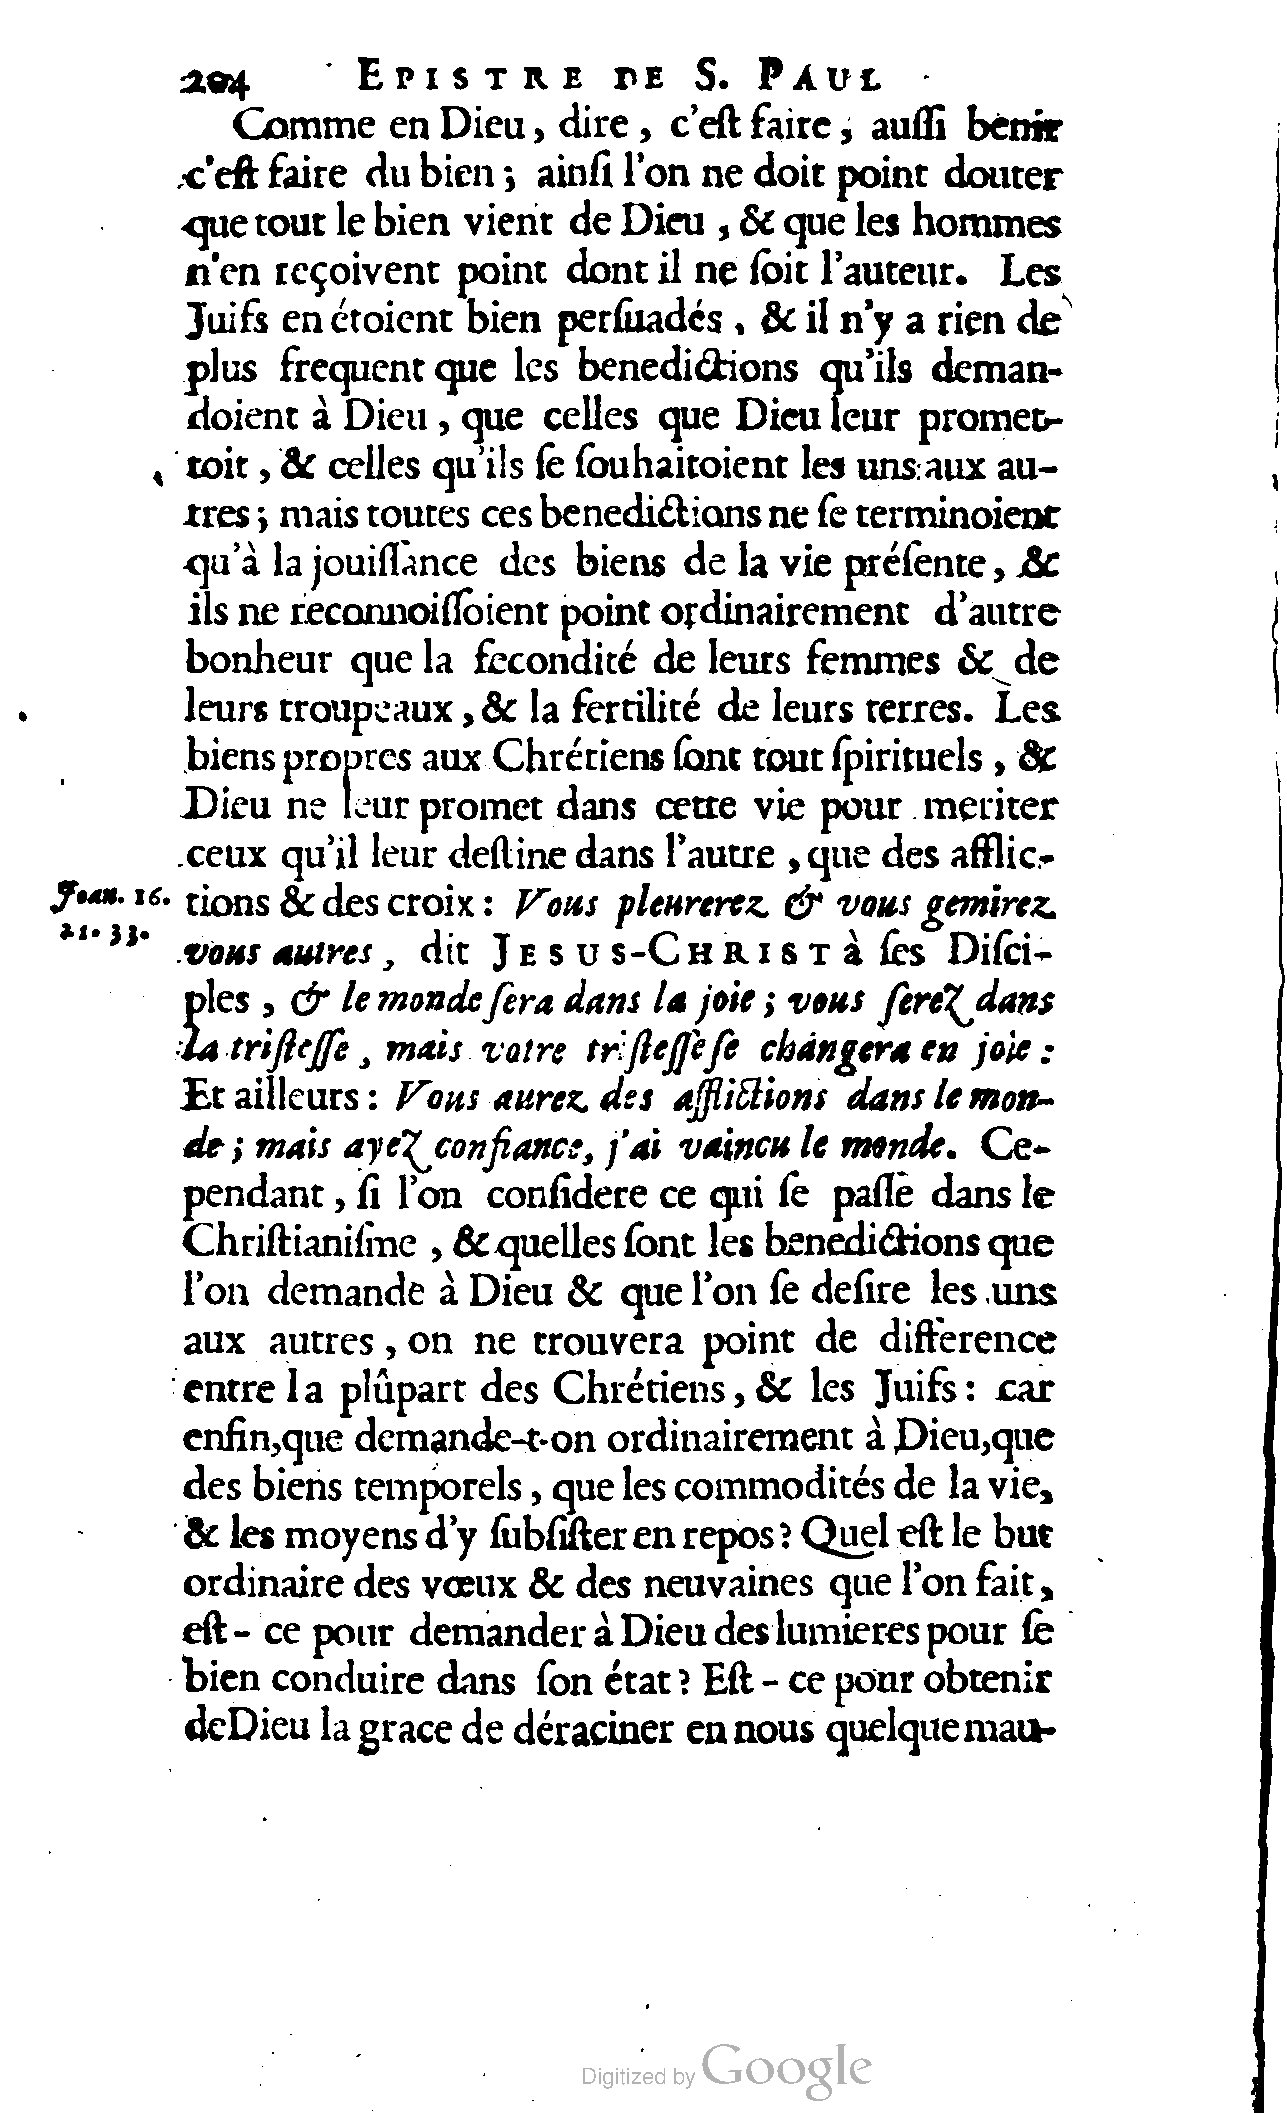 204 EPISTRE DE S. PAUL
Comme en Dieu, dire, c'eſt faire, auſſi benir
c'eſt faire du bien; ainſi l'on ne doit point douter
que tout le bien vient de Dieu, & que les hommes
n'en reçoivent point dont il ne ſoit l'auteur. Les
Juifs en étoient bien perſuadés, & il n'y a rien de
plus frequent que les benedictions qu'ils deman-
doient à Dieu, que celles que Dieu leur promet-
toit, & celles qu'ils ſe ſouhaitoient les uns aux au-
tres; mais toutes ces benedictions ne ſe terminoient
qu'à la jouiſſance des biens de la vie préſente, &
ils ne reconnoiſſoient point ordinairement d'autre
bonheur que la fecondité de leurs femmes & de
leurs troupeaux, & la fertilité de leurs terres. Les
biens propres aux Chrétiens ſont tout ſpirituels, &
Dieu ne leur promet dans cette vie pour meriter
ceux qu'il leur deſtine dans l'autre, que des afflic-
Joan. 16. tions & des croix: Vous pleurerez & vous gemirez
21. 33. vous autres, dit JESUS-CHRIST à ſes Diſci-
ples, & le monde ſera dans la joie; vous ſerez dans
la triſteſſe, mais votre triſteſſe ſe changera en joie:
Et ailleurs: Vous aurez des afflictions dans le mon-
de; mais ayez confiance, j'ai vaincu le monde. Ce-
pendant, ſi l'on conſidere ce qui ſe paſſe dans le
Chriſtianiſme, & quelles ſont les benedictions que
l'on demande à Dieu & que l'on ſe deſire les uns
aux autres, on ne trouvera point de difference
entre la plûpart des Chrétiens, & les Juifs: car
enfin, que demande-t-on ordinairement à Dieu, que
des biens temporels, que les commodités de la vie,
& les moyens d'y ſubſiſter en repos? Quel eſt le but
ordinaire des vœux & des neuvaines que l'on fait,
eſt-ce pour demander à Dieu des lumieres pour ſe
bien conduire dans ſon état? Eſt-ce pour obtenir
de Dieu la grace de déraciner en nous quelque mau-
Digitized by Google